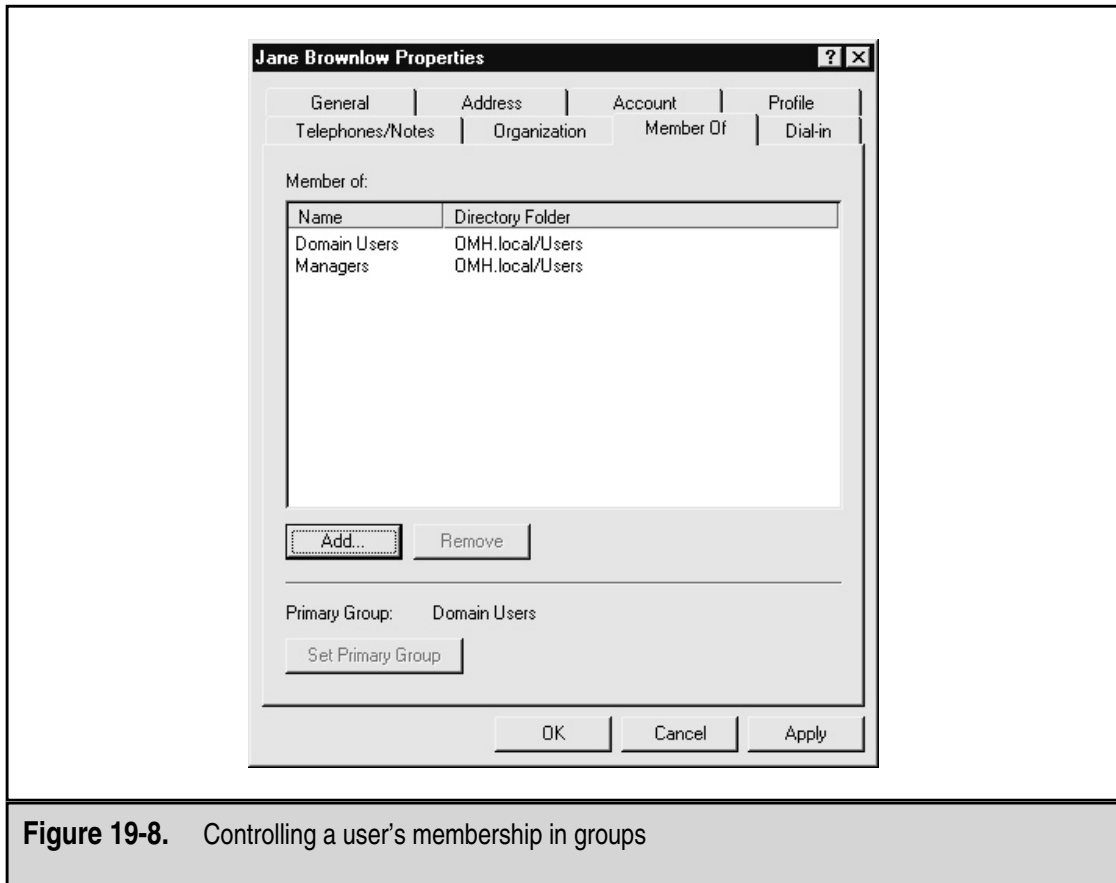 Jane Brownlow Properties
General Address Account Profile
Telephones/Notes Organization Member Of Dial-in
Member of:
Name Directory Folder
Domain Users OMH.local/Users
Managers OMH.local/Users
Add... Remove
Primary Group: Domain Users
Set Primary Group
OK Cancel Apply
Figure 19-8. Controlling a user's membership in groups